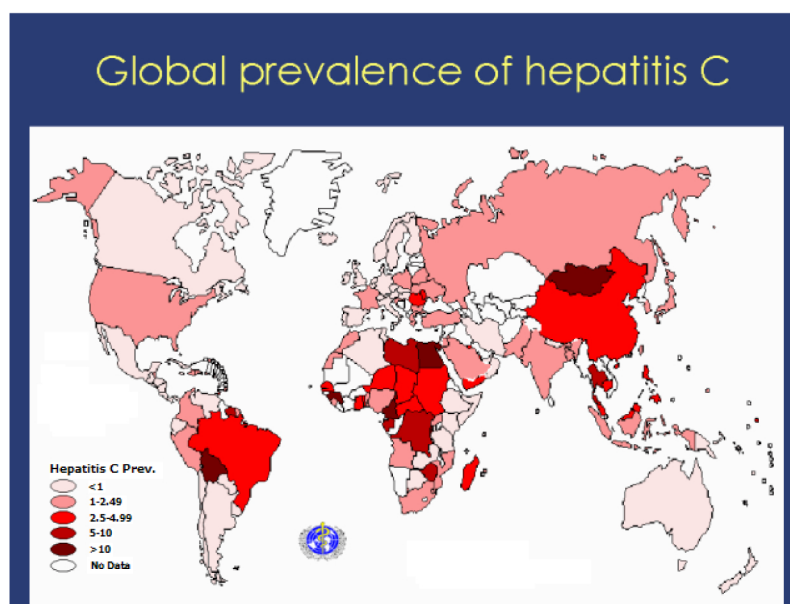 Global prevalence of hepatitis C
Hepatitis C Prev.
<1
1-2.49
2.5-4.99
5-10
>10
No Data